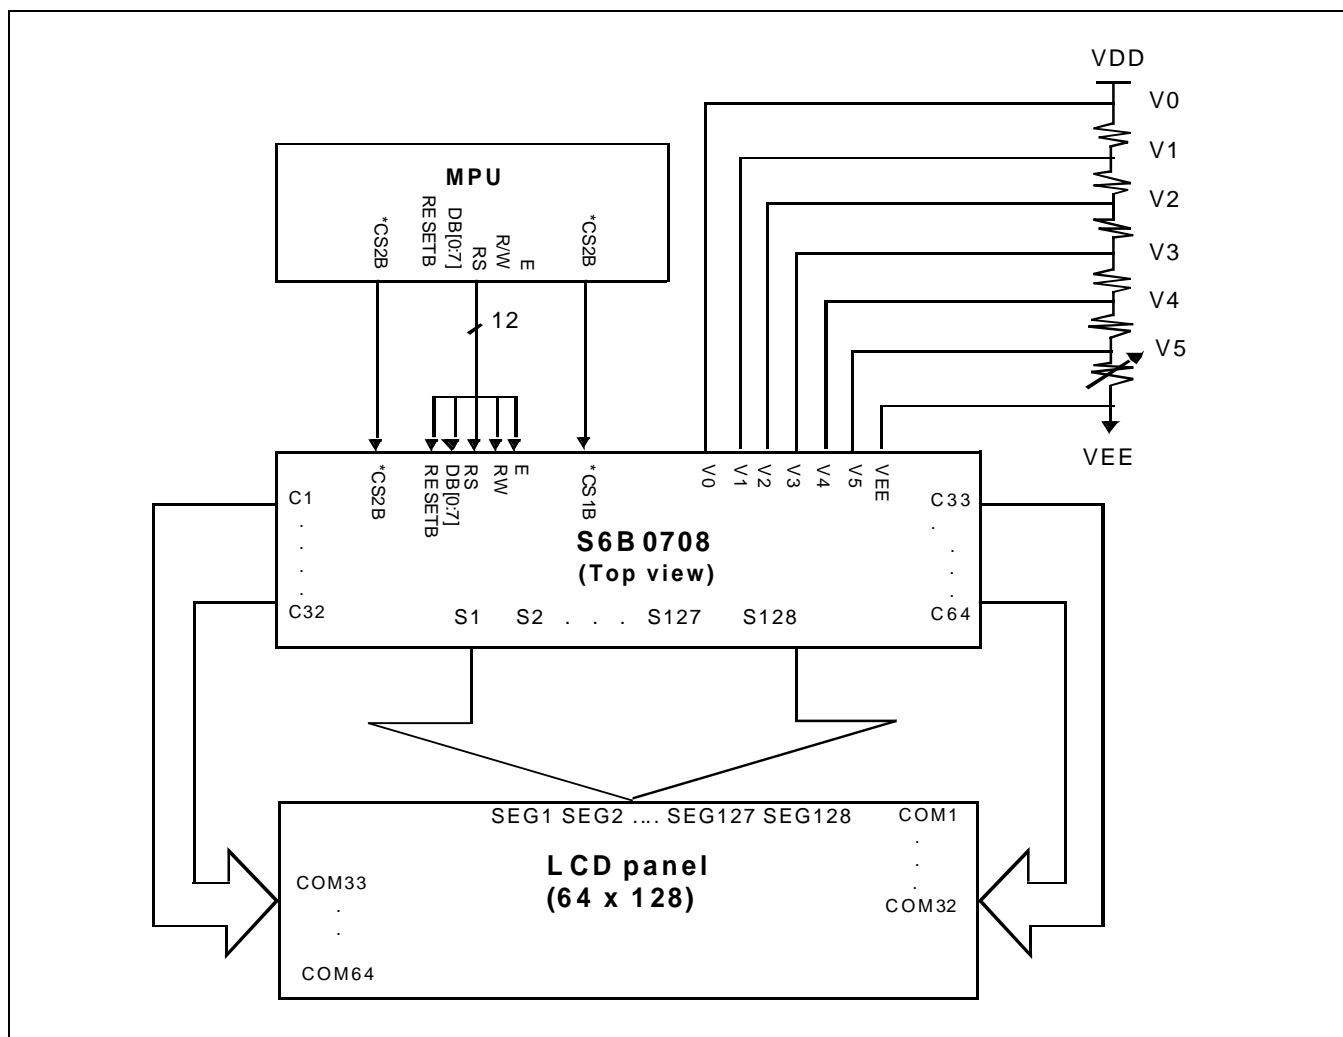 VDD
V0
V1
V2
V3
V4
V5
VEE
MPU
*CS2B
RESETB
DB[0:7]
RS
R/W
E
*CS2B
12
*CS2B
RESETB
DB[0:7]
RS
RW
E
*CS1B
V0
V1
V2
V3
V4
V5
VEE
C1
.
.
.
.
C32
S6B0708
(Top view)
C33
.
.
.
.
C64
S1 S2 . . . S127 S128
SEG1 SEG2 .... SEG127 SEG128
LCD panel
(64 x 128)
COM1
.
.
.
COM32
COM33
.
.
COM64